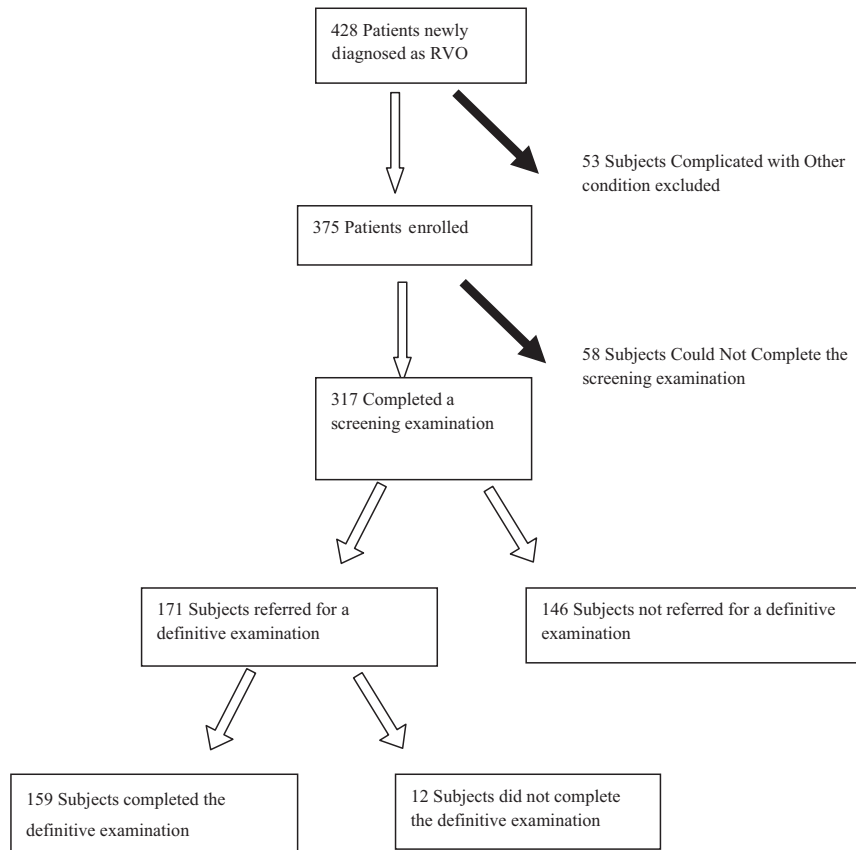 428 Patients newly
diagnosed as RVO
53 Subjects Complicated with Other
condition excluded
375 Patients enrolled
58 Subjects Could Not Complete the
screening examination
317 Completed a
screening examination
171 Subjects referred for a
definitive examination
146 Subjects not referred for a definitive
examination
159 Subjects completed the
definitive examination
12 Subjects did not complete
the definitive examination